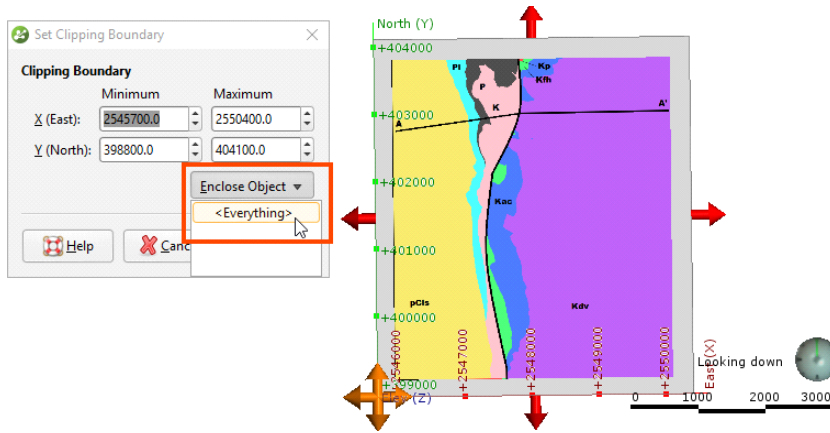 Set Clipping Boundary
Clipping Boundary
Minimum Maximum
X (East): 2545700.0 2550400.0
Y (North): 398800.0 404100.0
Enclose Object
<Everything>
Help
Canc
North (Y)
+404000
+403000
+402000
+401000
+400000
+399000
Pl
P
K
Kp
Kfh
A
A'
Kac
pCls
Kdv
+2546000
+2547000
+2548000
+2549000
+2550000
East (X)
Elev (Z)
Looking down
0 1000 2000 3000